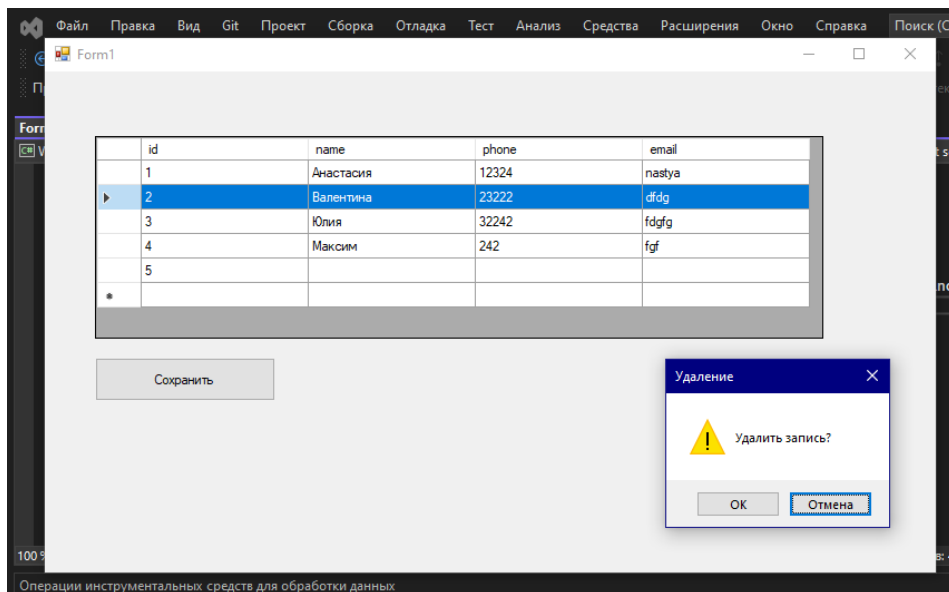 Файл Правка Вид Git Проект Сборка Отладка Тест Анализ Средства Расширения Окно Справка Поиск (C
Form1
id name phone email
1 Анастасия 12324 nastya
2 Валентина 23222 dfdg
3 Юлия 32242 fdgfg
4 Максим 242 fgf
5
Сохранить
Удаление
Удалить запись?
OK Отмена
100 %
Операции инструментальных средств для обработки данных